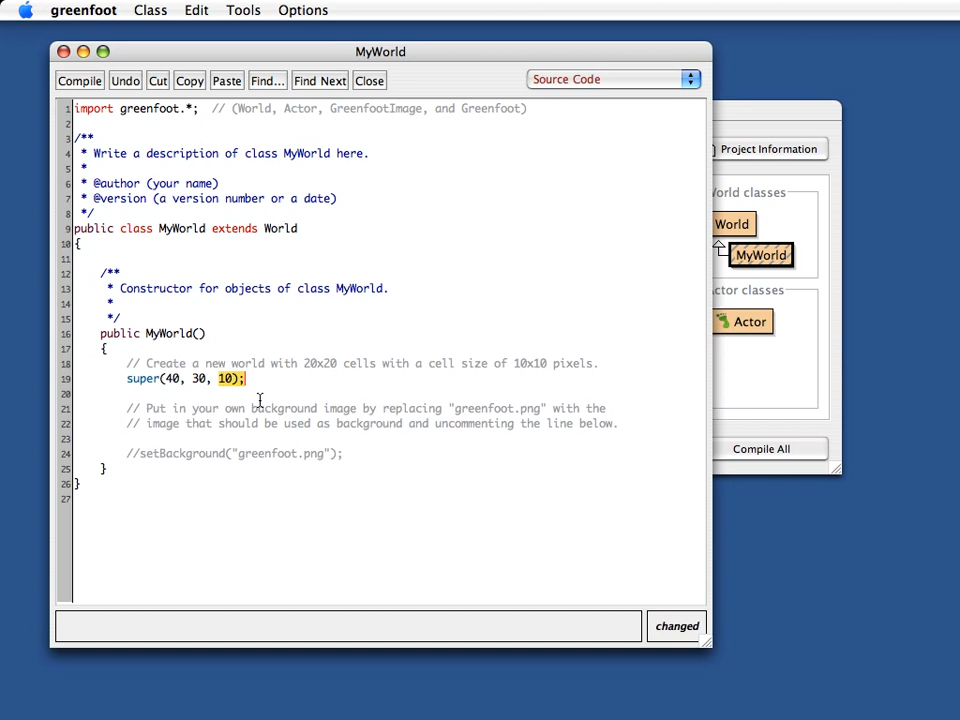 greenfoot Class Edit Tools Options
MyWorld
Compile Undo Cut Copy Paste Find... Find Next Close Source Code
1 import greenfoot.*;  // (World, Actor, GreenfootImage, and Greenfoot)
2
3 /**
4  * Write a description of class MyWorld here.
5  *
6  * @author (your name)
7  * @version (a version number or a date)
8  */
9 public class MyWorld extends World
10 {
11
12     /**
13      * Constructor for objects of class MyWorld.
14      *
15      */
16     public MyWorld()
17     {
18         // Create a new world with 20x20 cells with a cell size of 10x10 pixels.
19         super(40, 30, 10);
20
21         // Put in your own background image by replacing "greenfoot.png" with the
22         // image that should be used as background and uncommenting the line below.
23
24         //setBackground("greenfoot.png");
25     }
26 }
27
changed
Project Information
World classes
World
MyWorld
Actor classes
Actor
Compile All